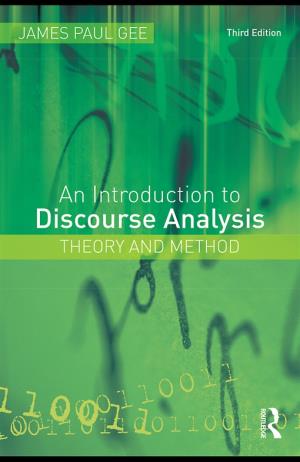 JAMES PAUL GEE
Third Edition
An Introduction to
Discourse Analysis
THEORY AND METHOD
ROUTLEDGE